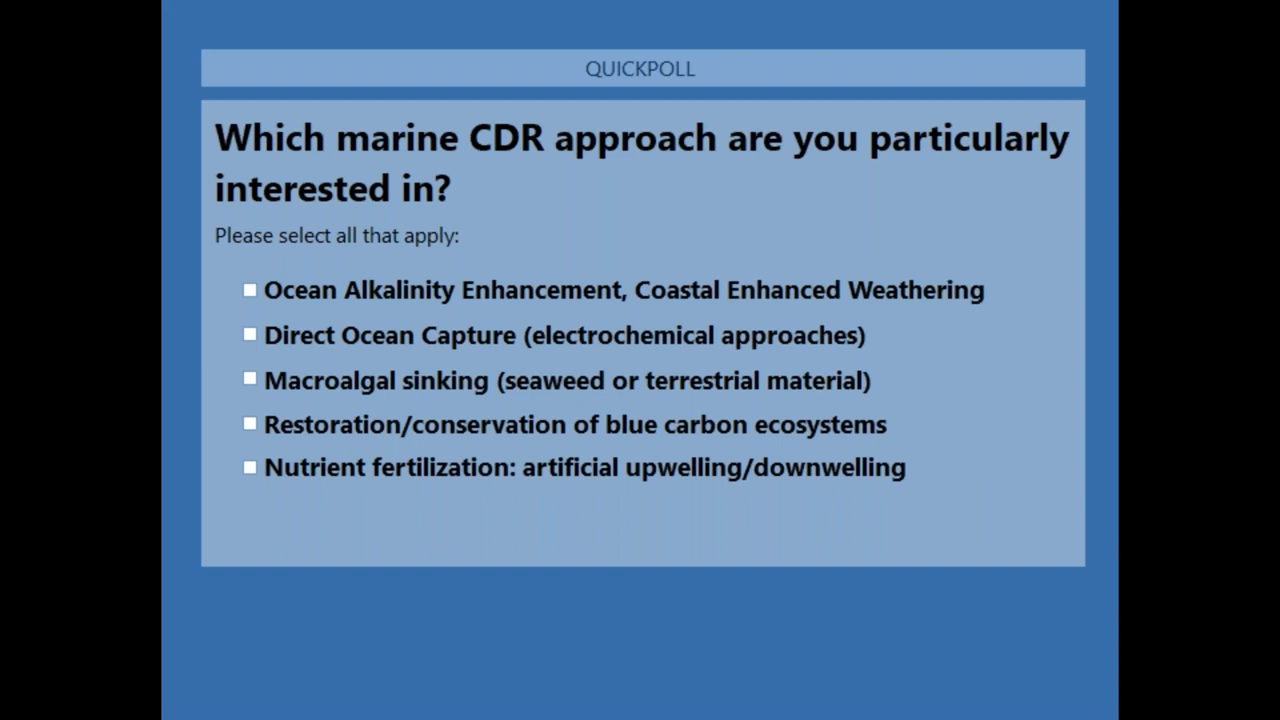 QUICKPOLL
Which marine CDR approach are you particularly
interested in?
Please select all that apply:
Ocean Alkalinity Enhancement, Coastal Enhanced Weathering
Direct Ocean Capture (electrochemical approaches)
Macroalgal sinking (seaweed or terrestrial material)
Restoration/conservation of blue carbon ecosystems
Nutrient fertilization: artificial upwelling/downwelling